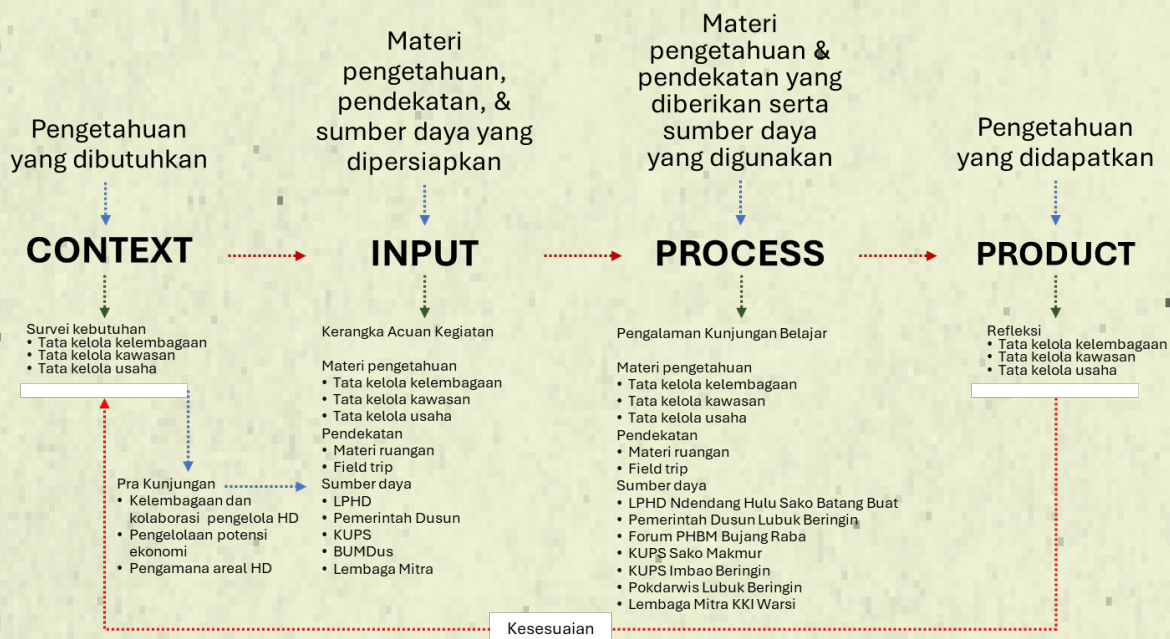 Pengetahuan
yang dibutuhkan
CONTEXT
Survei kebutuhan
• Tata kelola kelembagaan
• Tata kelola kawasan
• Tata kelola usaha
Pra Kunjungan
• Kelembagaan dan
kolaborasi pengelola HD
• Pengelolaan potensi
ekonomi
• Pengamana areal HD
Materi
pengetahuan,
pendekatan, &
sumber daya yang
dipersiapkan
INPUT
Kerangka Acuan Kegiatan
Materi pengetahuan
• Tata kelola kelembagaan
• Tata kelola kawasan
• Tata kelola usaha
Pendekatan
• Materi ruangan
• Field trip
Sumber daya
• LPHD
• Pemerintah Dusun
• KUPS
• BUMDus
• Lembaga Mitra
Materi
pengetahuan &
pendekatan yang
diberikan serta
sumber daya
yang digunakan
PROCESS
Pengalaman Kunjungan Belajar
Materi pengetahuan
• Tata kelola kelembagaan
• Tata kelola kawasan
• Tata kelola usaha
Pendekatan
• Materi ruangan
• Field trip
Sumber daya
• LPHD Ndendang Hulu Sako Batang Buat
• Pemerintah Dusun Lubuk Beringin
• Forum PHBM Bujang Raba
• KUPS Sako Makmur
• KUPS Imbao Beringin
• Pokdarwis Lubuk Beringin
• Lembaga Mitra KKI Warsi
Pengetahuan
yang didapatkan
PRODUCT
Refleksi
• Tata kelola kelembagaan
• Tata kelola kawasan
• Tata kelola usaha
Kesesuaian